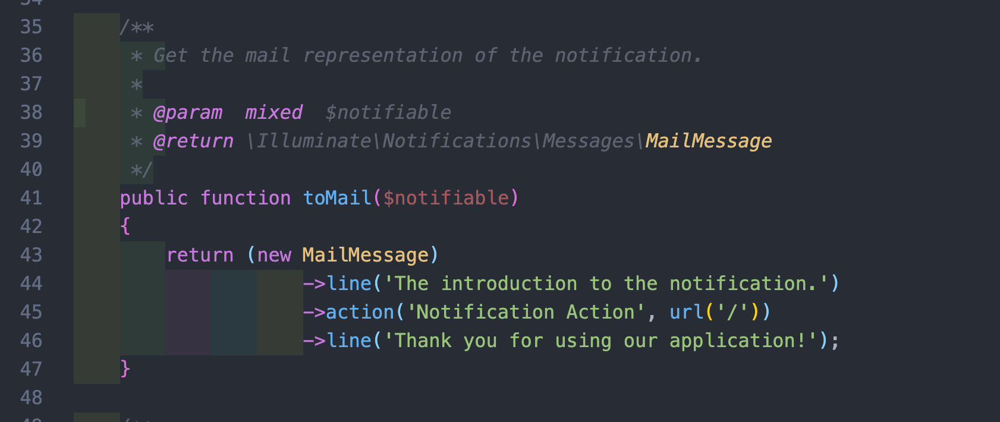 35 /**
36 * Get the mail representation of the notification.
37 *
38 * @param  mixed  $notifiable
39 * @return \Illuminate\Notifications\Messages\MailMessage
40 */
41 public function toMail($notifiable)
42 {
43 return (new MailMessage)
44 ->line('The introduction to the notification.')
45 ->action('Notification Action', url('/'))
46 ->line('Thank you for using our application!');
47 }
48